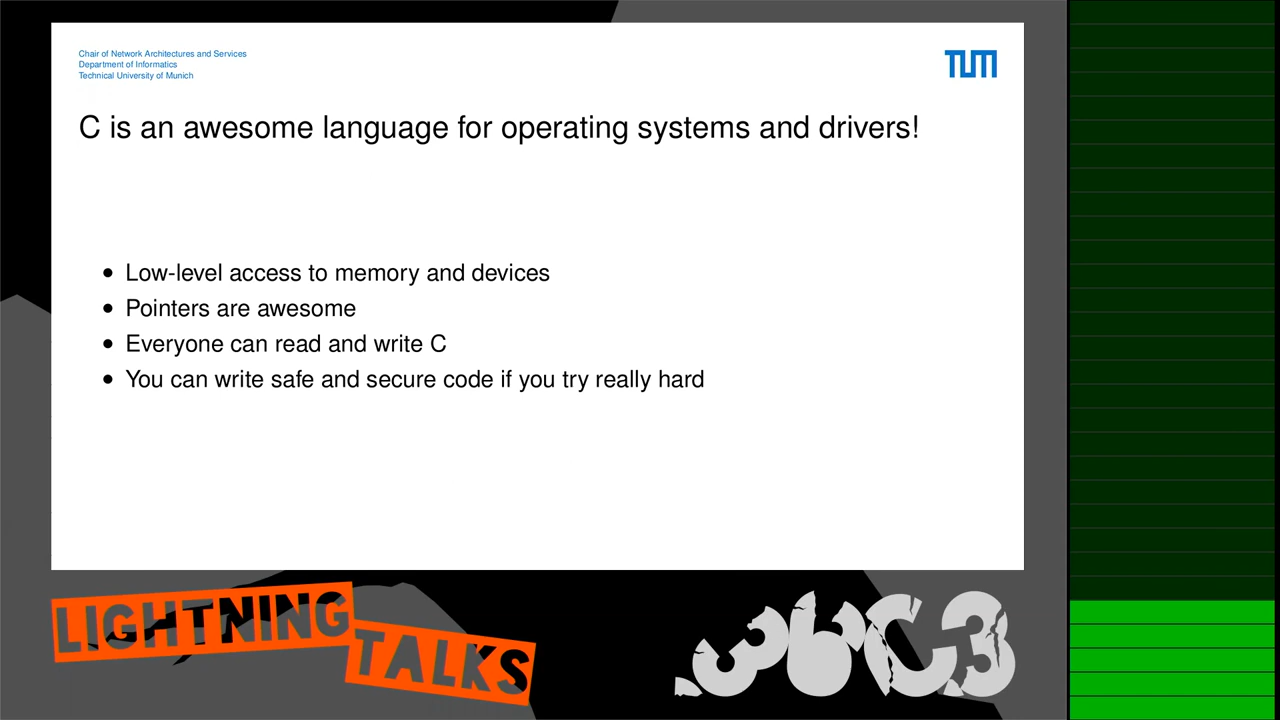 Chair of Network Architectures and Services
Department of Informatics
Technical University of Munich
TUM
C is an awesome language for operating systems and drivers!
• Low-level access to memory and devices
• Pointers are awesome
• Everyone can read and write C
• You can write safe and secure code if you try really hard
LIGHTNING
TALKS
36C3